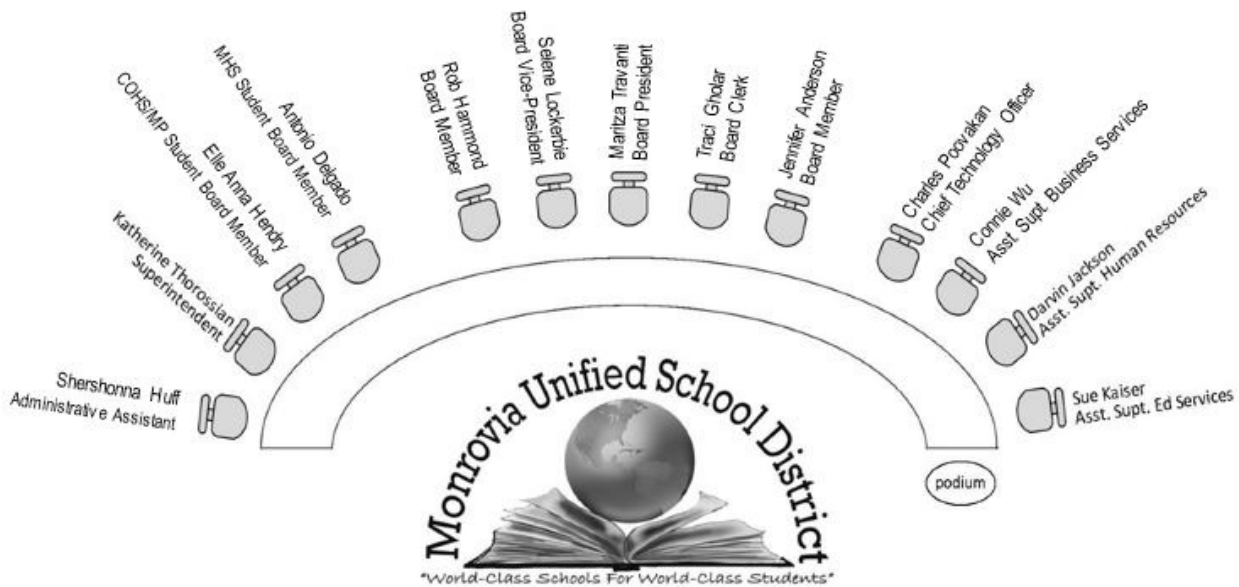 Shershonna Huff
Administrative Assistant
Katherine Thorossian
Superintendent
Elle Anna Hendry
COHS/MP Student Board Member
Antonio Delgado
MHS Student Board Member
Rob Hammond
Board Member
Selene Lockerbie
Board Vice-President
Maritza Travanti
Board President
Traci Gholar
Board Clerk
Jennifer Anderson
Board Member
Charles Poovakan
Chief Technology Officer
Connie Wu
Asst. Supt. Business Services
Darvin Jackson
Asst. Supt. Human Resources
Sue Kaiser
Asst. Supt. Ed Services
podium
Monrovia Unified School District
"World-Class Schools For World-Class Students"